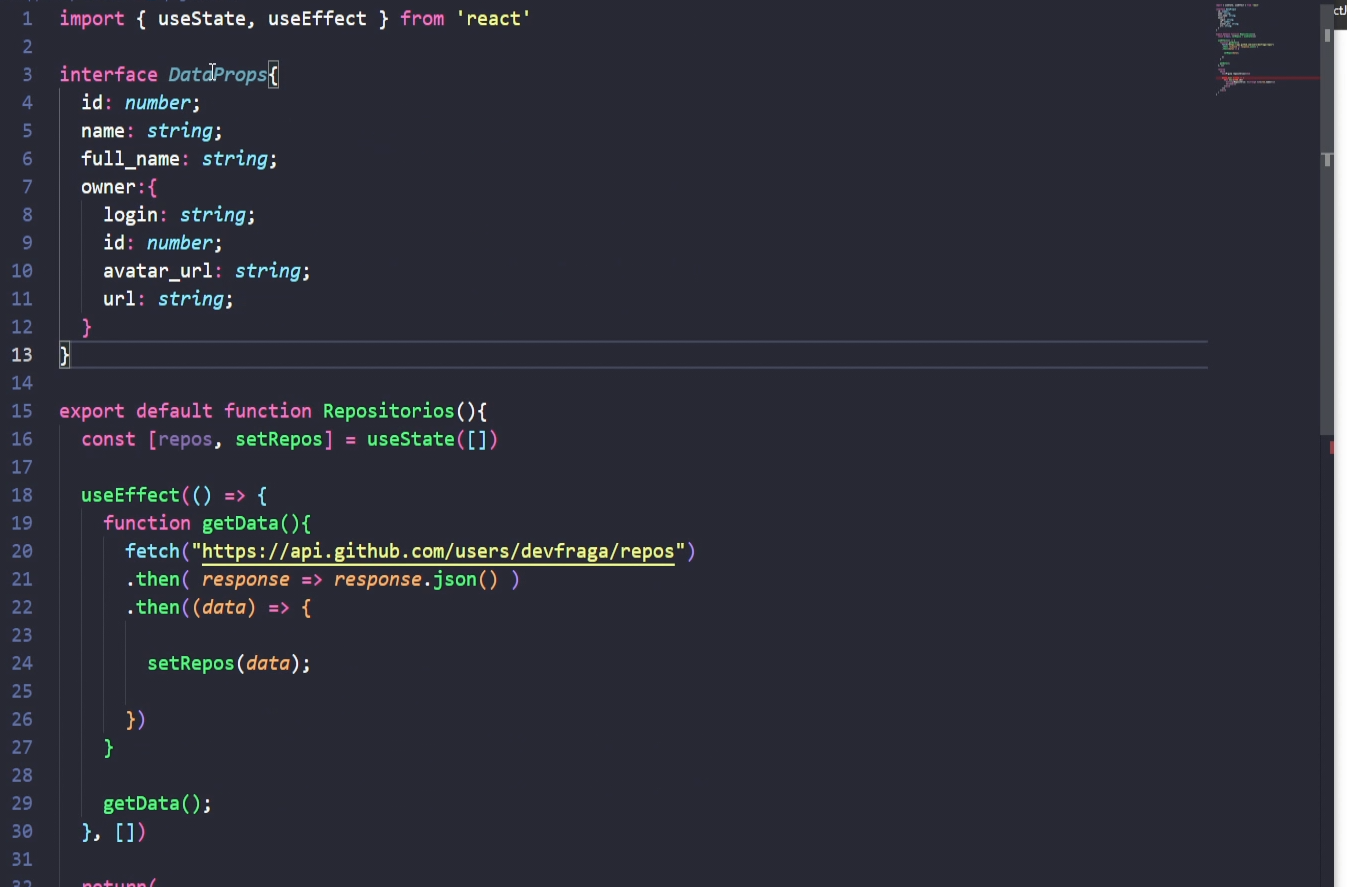 1 import { useState, useEffect } from 'react'
2
3 interface DataProps{
4 id: number;
5 name: string;
6 full_name: string;
7 owner:{
8 login: string;
9 id: number;
10 avatar_url: string;
11 url: string;
12 }
13 }
14
15 export default function Repositorios(){
16 const [repos, setRepos] = useState([])
17
18 useEffect(() => {
19 function getData(){
20 fetch("https://api.github.com/users/devfraga/repos")
21 .then( response => response.json() )
22 .then((data) => {
23
24 setRepos(data);
25
26 })
27 }
28
29 getData();
30 }, [])
31
32 return(